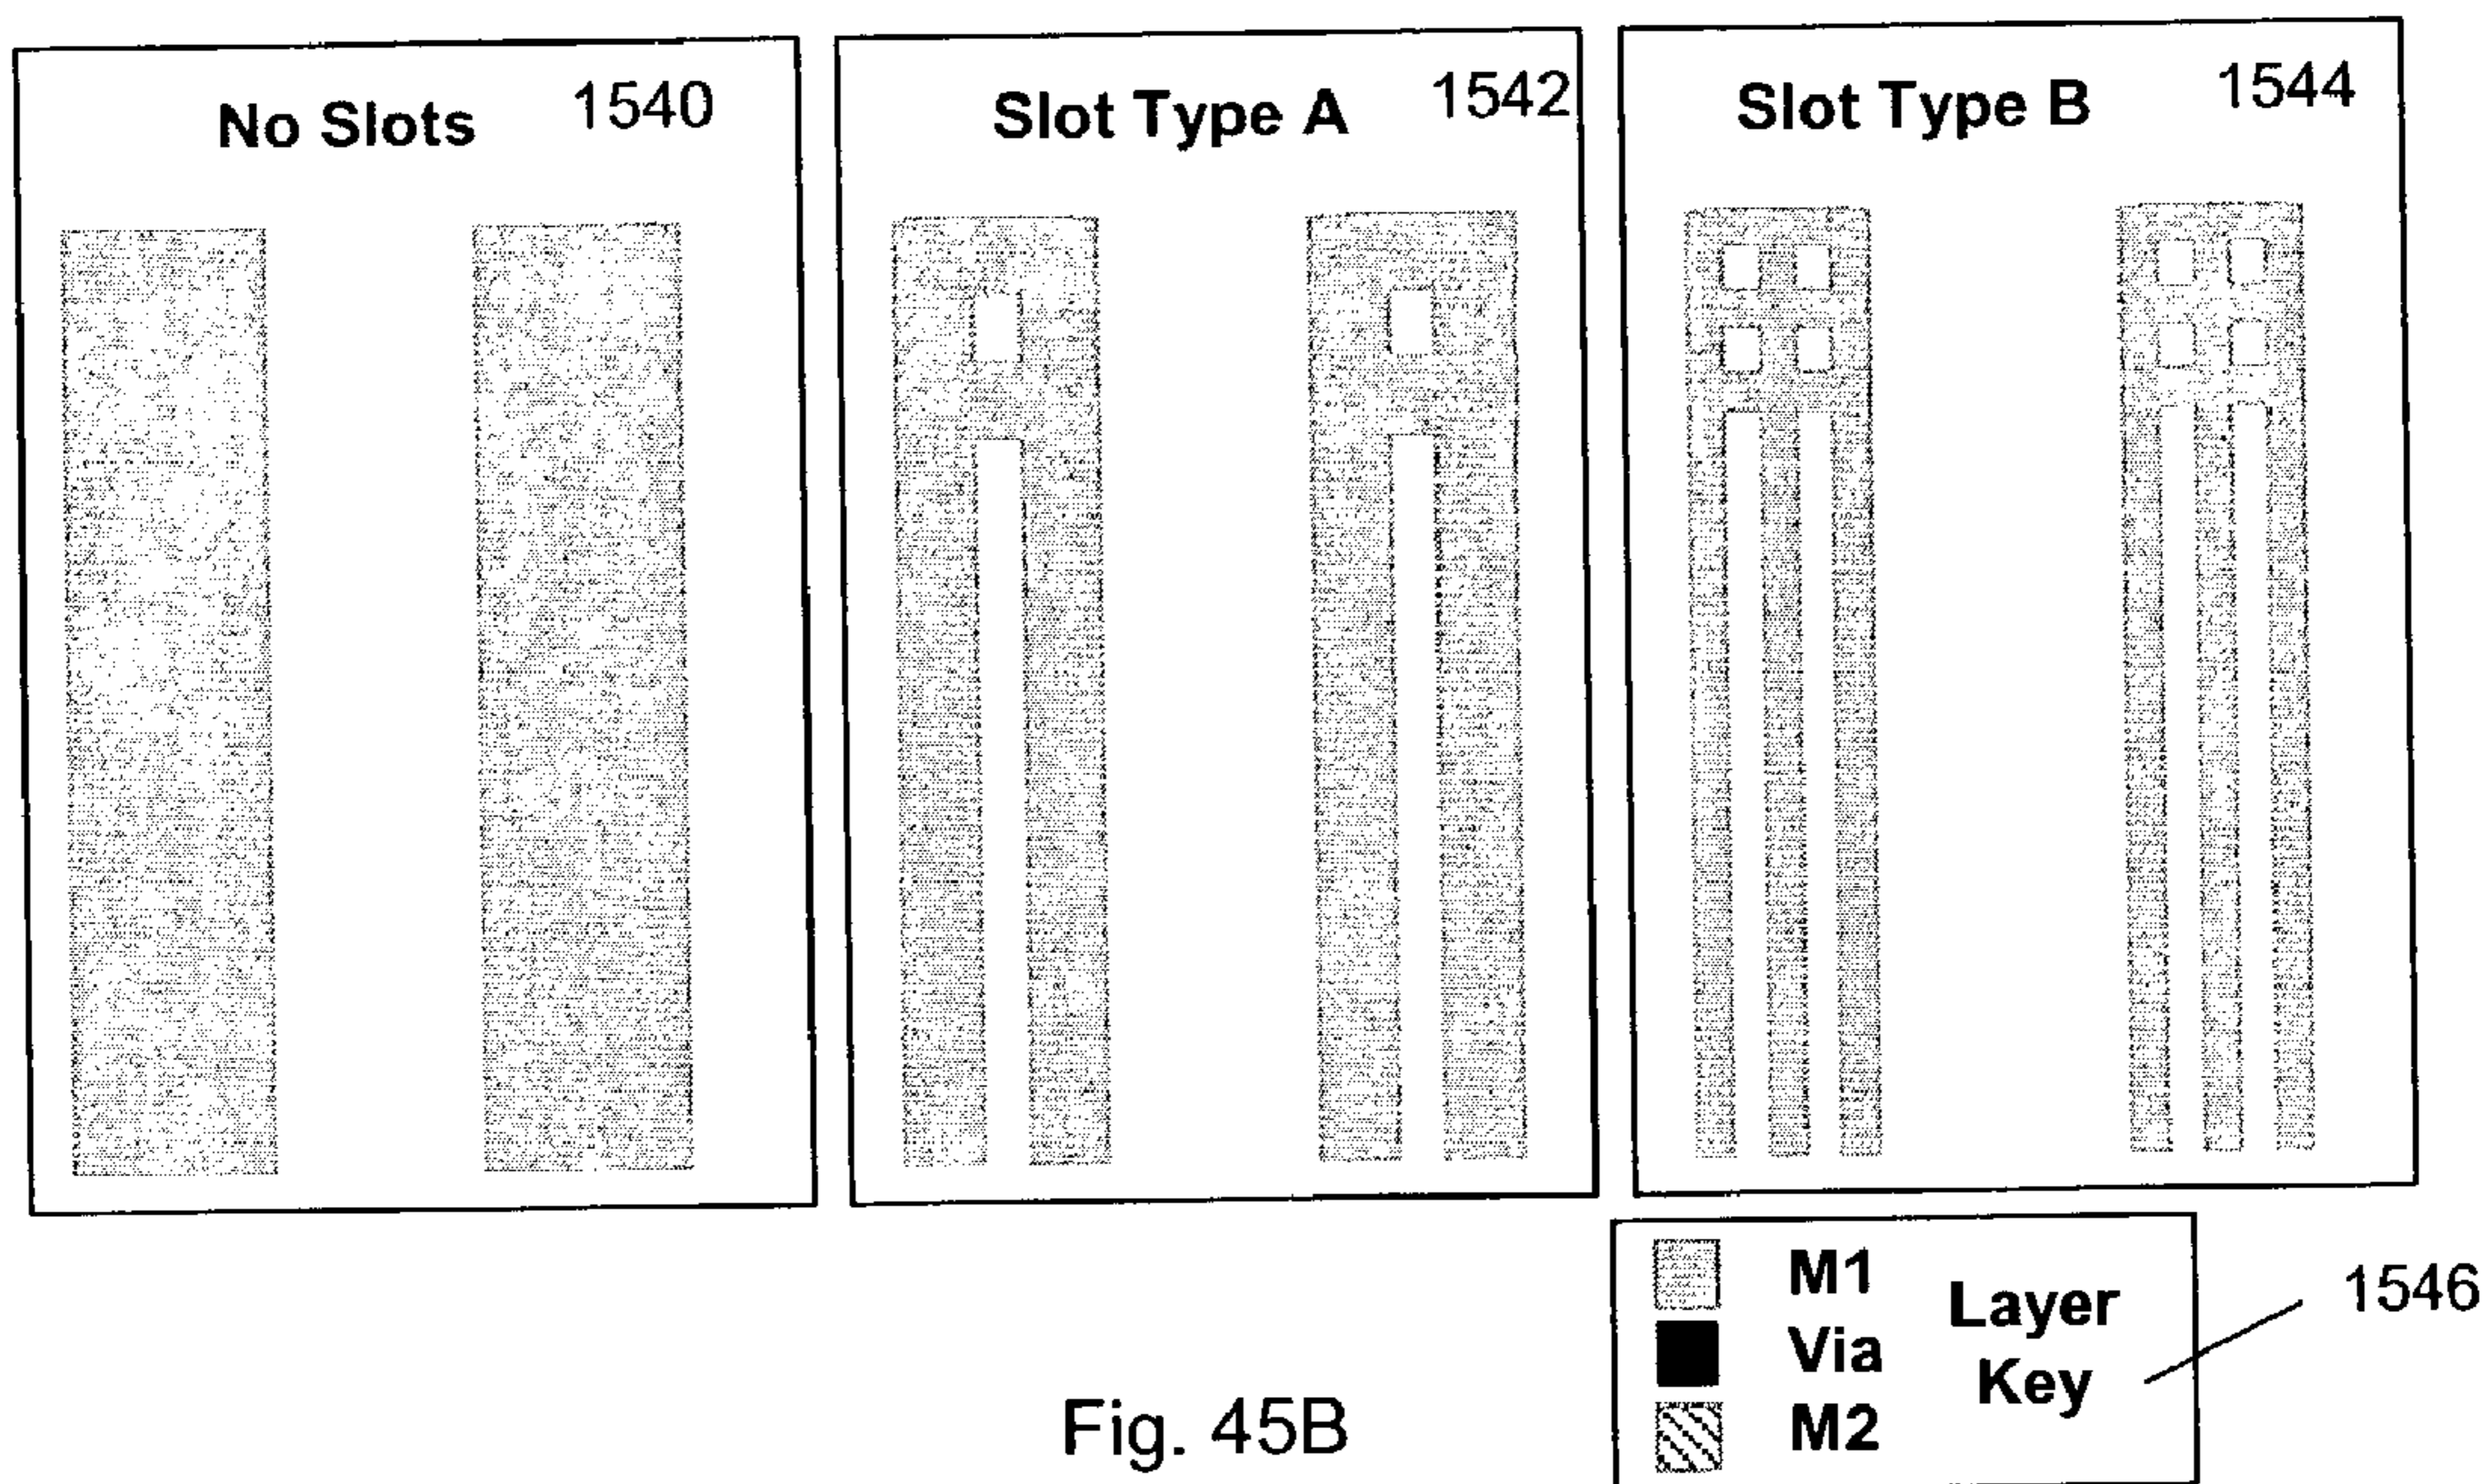 No Slots 1540
Slot Type A 1542
Slot Type B 1544
M1
Via
M2
Layer
Key
1546
Fig. 45B